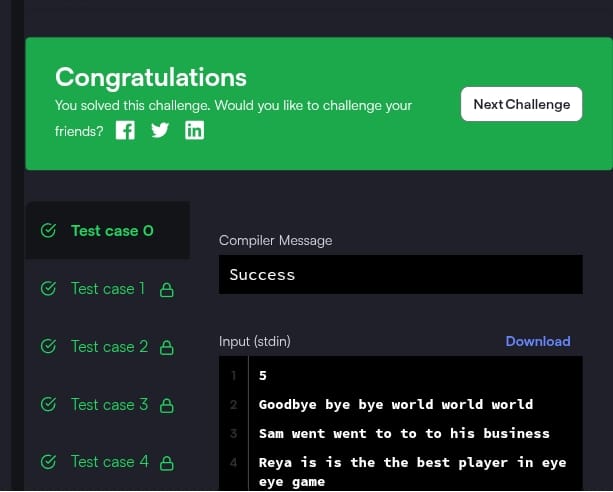 Congratulations
You solved this challenge. Would you like to challenge your
friends?
Next Challenge
Test case 0
Test case 1
Test case 2
Test case 3
Test case 4
Compiler Message
Success
Input (stdin)
Download
1 5
2 Goodbye bye bye world world world
3 Sam went went to to to his business
4 Reya is is the the best player in eye
eye game